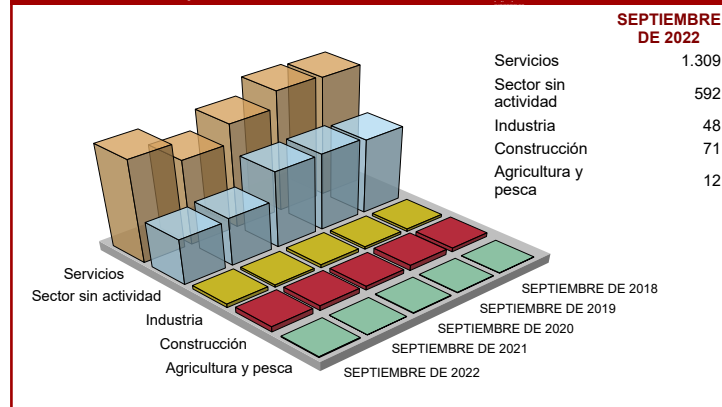 SEPTIEMBRE
DE 2022
Servicios 1.309
Sector sin
actividad 592
Industria 48
Construcción 71
Agricultura y
pesca 12
Servicios
Sector sin actividad
Industria
Construcción
Agricultura y pesca
SEPTIEMBRE DE 2018
SEPTIEMBRE DE 2019
SEPTIEMBRE DE 2020
SEPTIEMBRE DE 2021
SEPTIEMBRE DE 2022